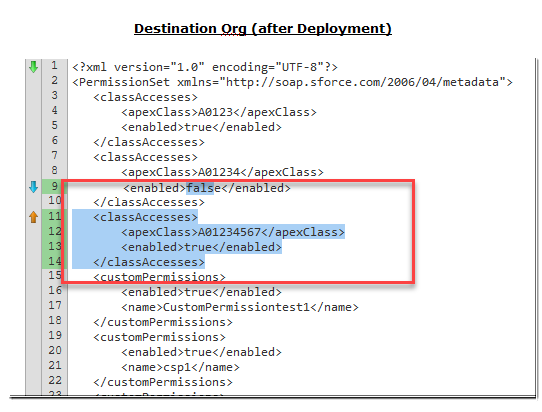 Destination Org (after Deployment)
1 <?xml version="1.0" encoding="UTF-8"?>
2 <PermissionSet xmlns="http://soap.sforce.com/2006/04/metadata">
3 <classAccesses>
4 <apexClass>A0123</apexClass>
5 <enabled>true</enabled>
6 </classAccesses>
7 <classAccesses>
8 <apexClass>A01234</apexClass>
9 <enabled>false</enabled>
10 </classAccesses>
11 <classAccesses>
12 <apexClass>A01234567</apexClass>
13 <enabled>true</enabled>
14 </classAccesses>
15 <customPermissions>
16 <enabled>true</enabled>
17 <name>CustomPermissiontest1</name>
18 </customPermissions>
19 <customPermissions>
20 <enabled>true</enabled>
21 <name>csp1</name>
22 </customPermissions>
23 <customPermissions>